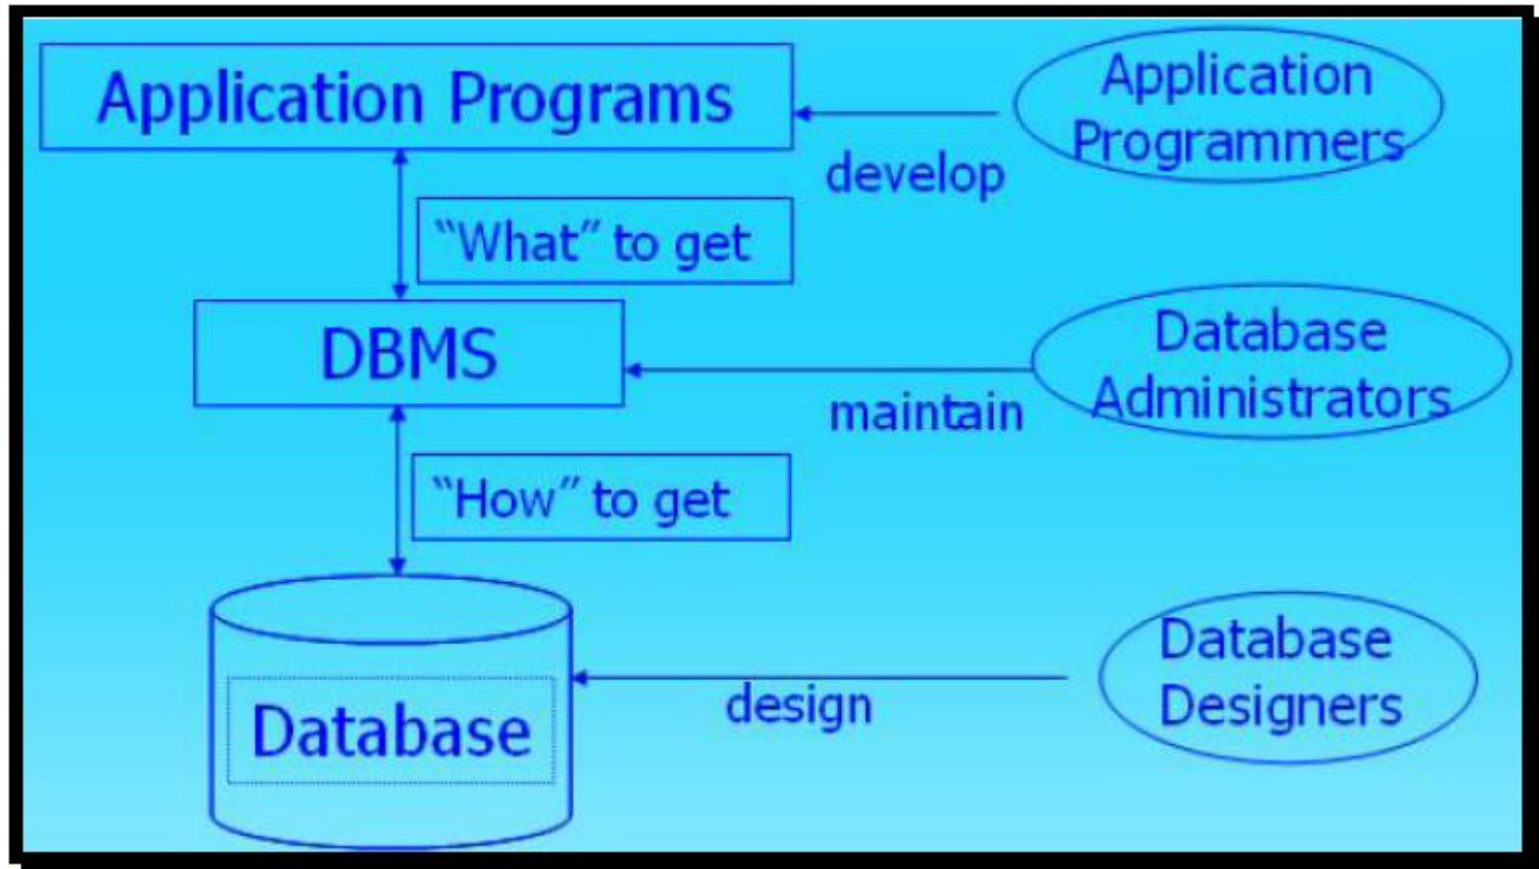 Application Programs
Application
Programmers
develop
“What” to get
DBMS
Database
Administrators
maintain
“How” to get
Database
Database
Designers
design